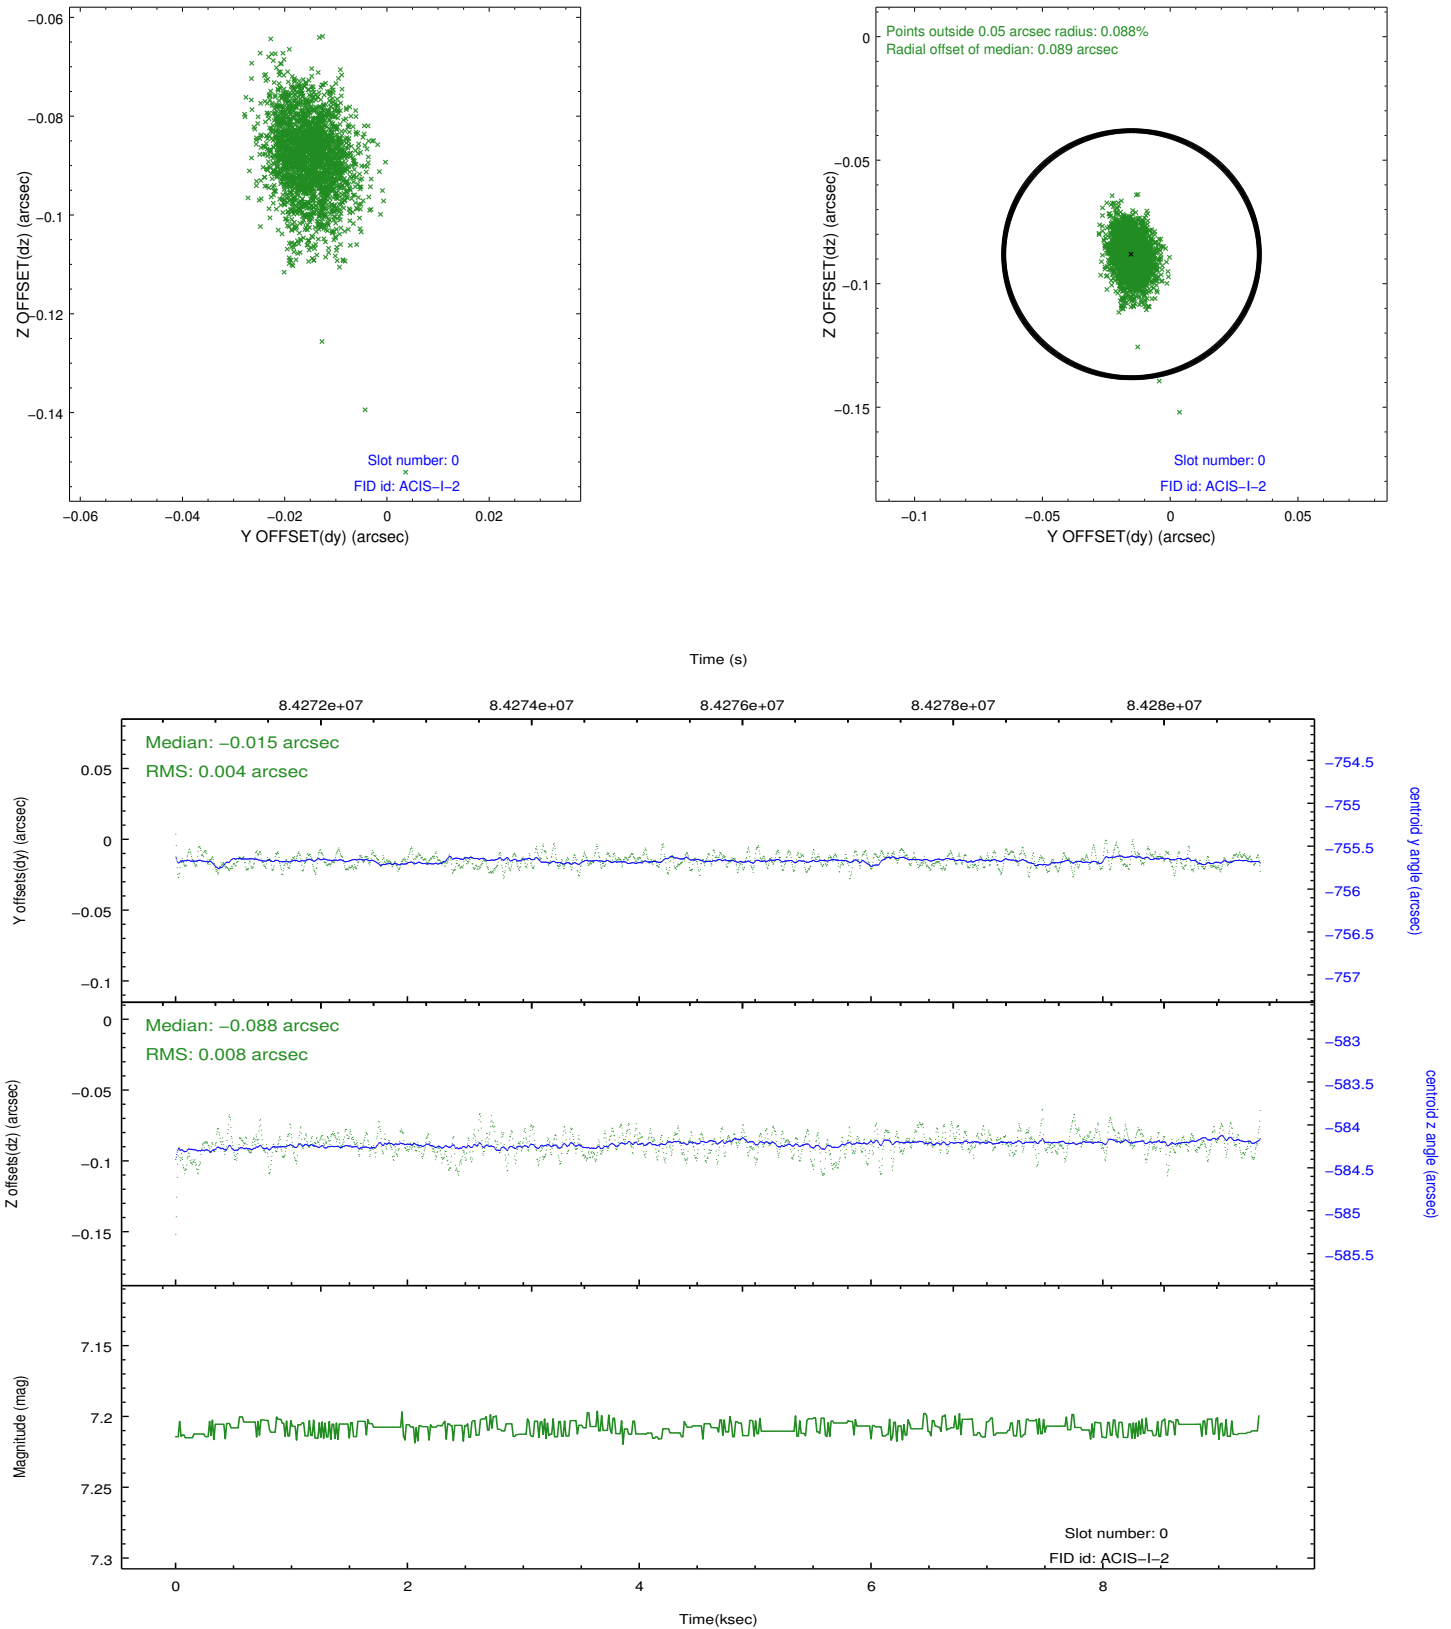 −0.06
−0.08
−0.1
−0.12
−0.14
Z OFFSET(dz) (arcsec)
Slot number: 0
FID id: ACIS−I−2
−0.06
−0.04
−0.02
0
0.02
Y OFFSET(dy) (arcsec)
Points outside 0.05 arcsec radius: 0.088%
Radial offset of median: 0.089 arcsec
0
−0.05
−0.1
−0.15
Z OFFSET(dz) (arcsec)
Slot number: 0
FID id: ACIS−I−2
−0.1
−0.05
0
0.05
Y OFFSET(dy) (arcsec)
Time (s)
8.4272e+07
8.4274e+07
8.4276e+07
8.4278e+07
8.428e+07
Median: −0.015 arcsec
RMS: 0.004 arcsec
0.05
0
−0.05
−0.1
Y offsets(dy) (arcsec)
−754.5
−755
−755.5
−756
−756.5
−757
centroid y angle (arcsec)
Median: −0.088 arcsec
RMS: 0.008 arcsec
0
−0.05
−0.1
−0.15
Z offsets(dz) (arcsec)
−583
−583.5
−584
−584.5
−585
−585.5
centroid z angle (arcsec)
7.15
7.2
7.25
7.3
Magnitude (mag)
Slot number: 0
FID id: ACIS−I−2
0
2
4
6
8
Time(ksec)